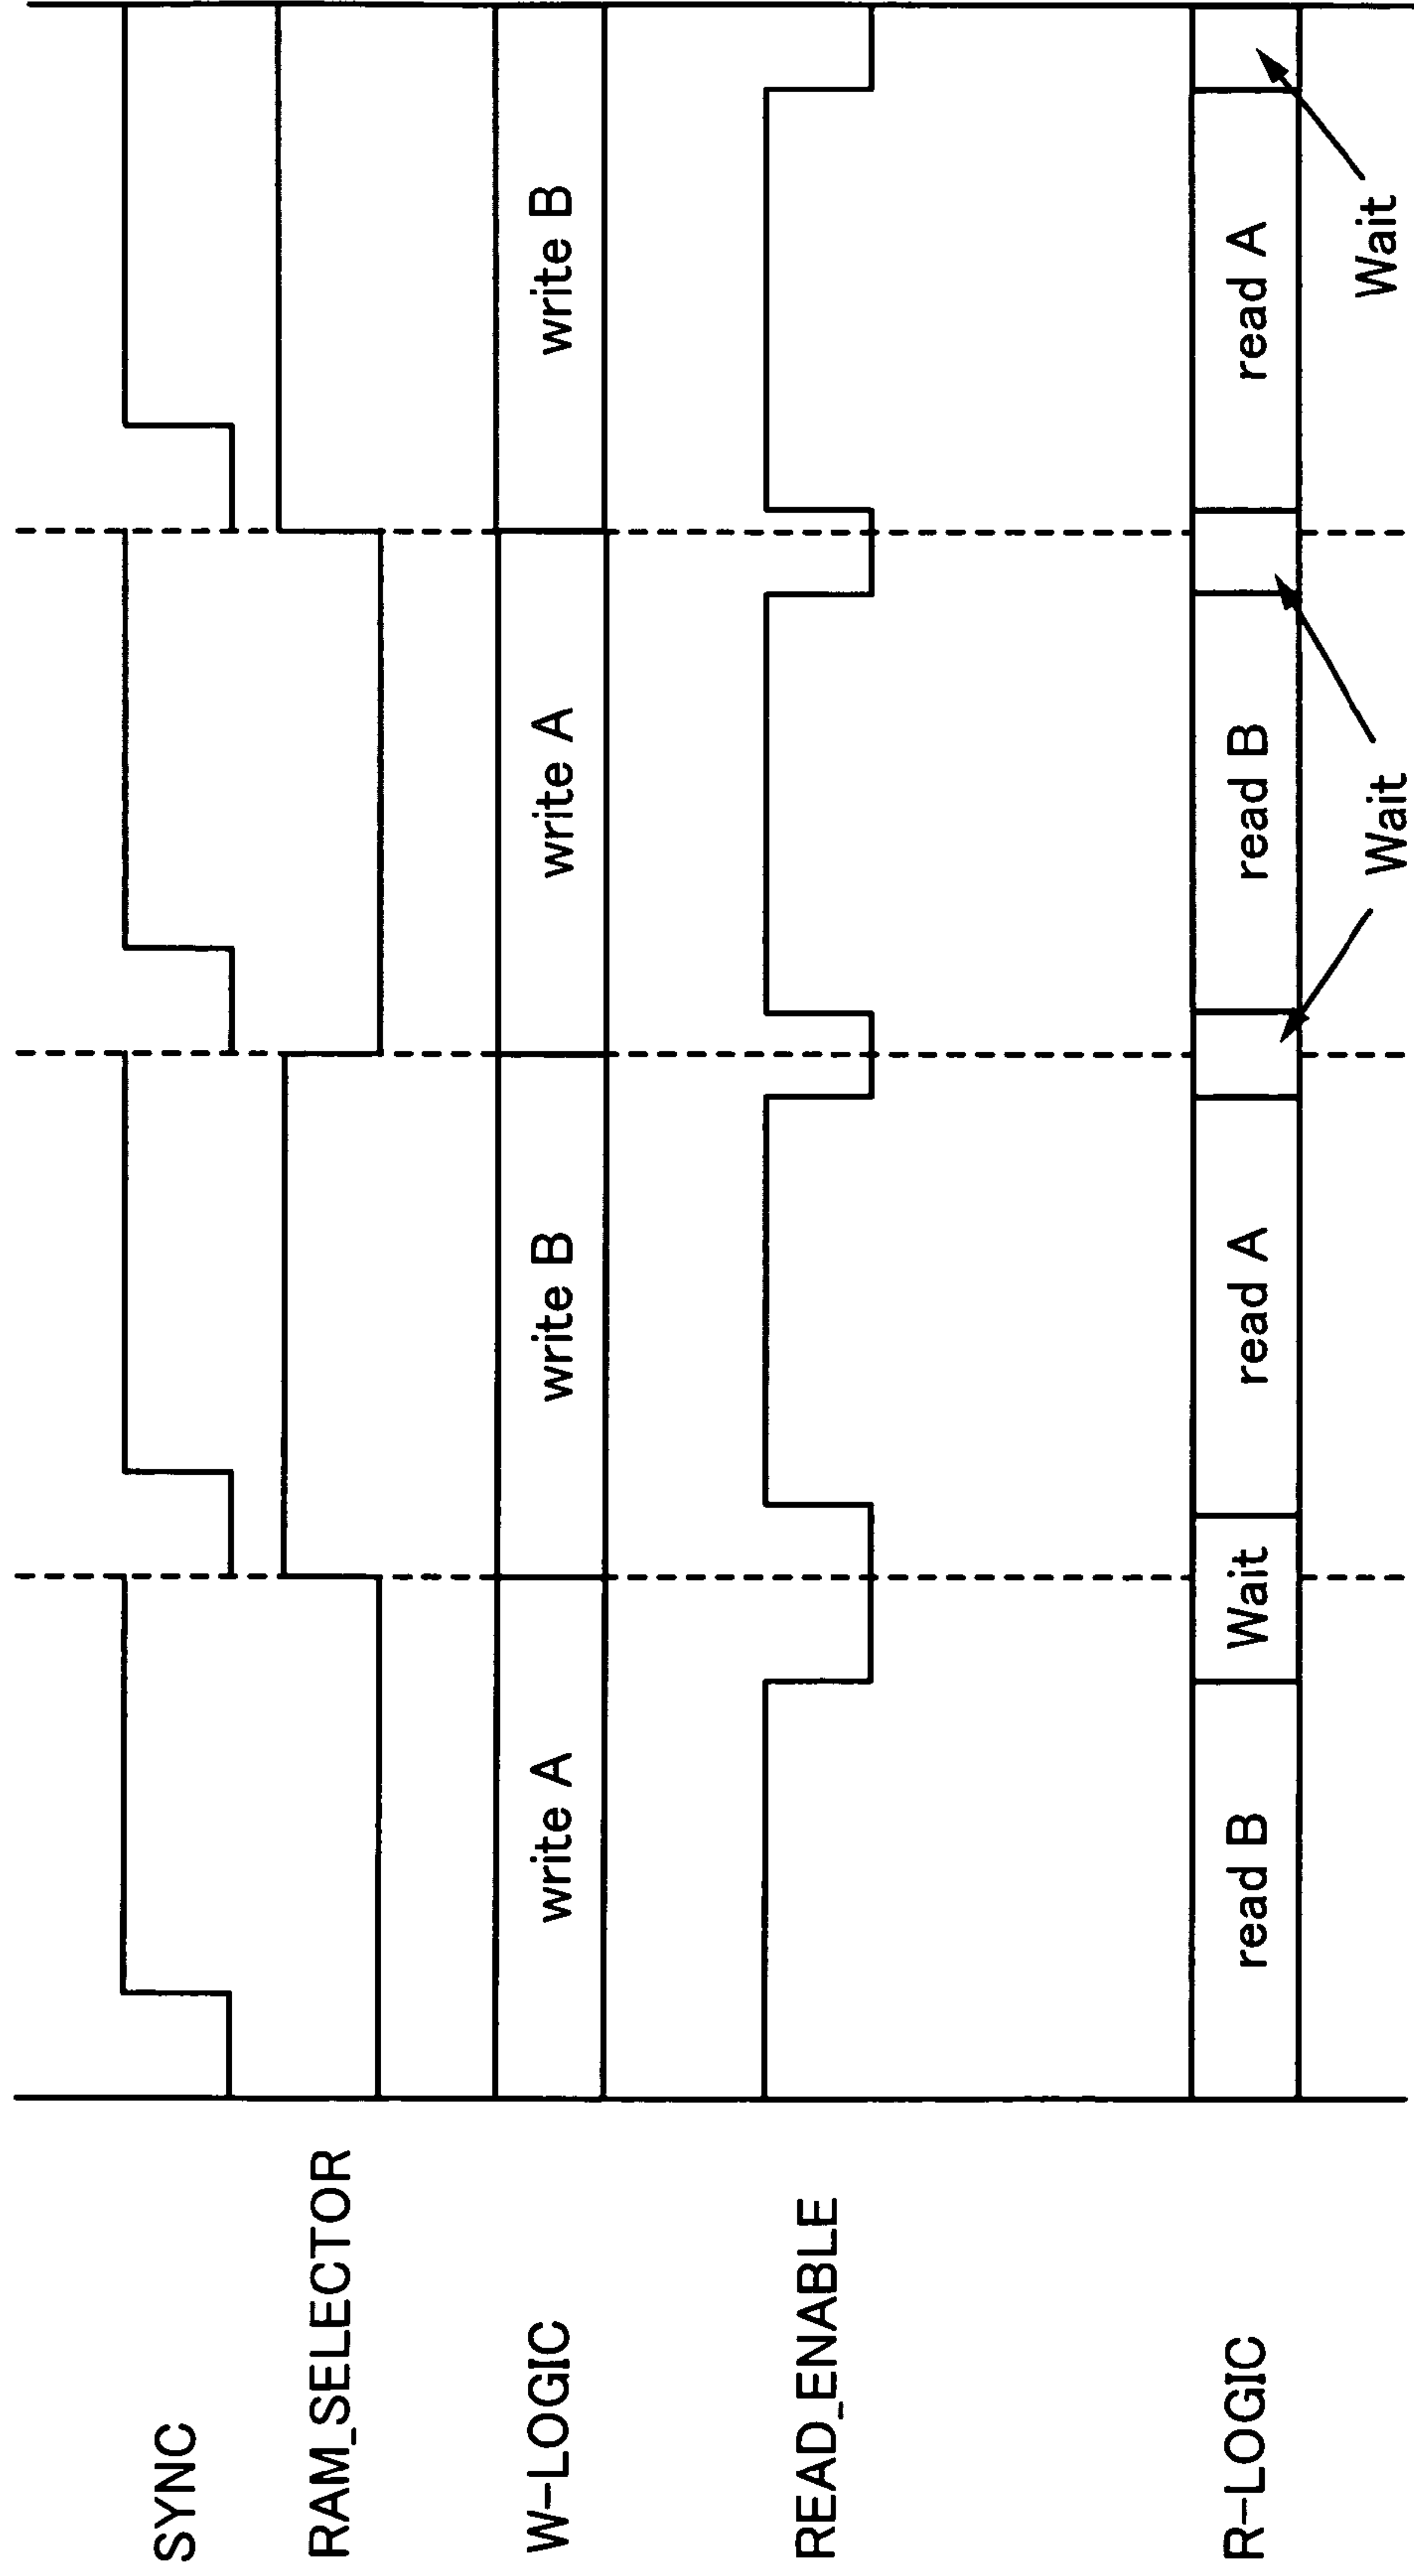 SYNC
RAM_SELECTOR
W-LOGIC
write A
write B
write A
write B
READ_ENABLE
R-LOGIC
read B
Wait
read A
read B
read A
Wait
Wait